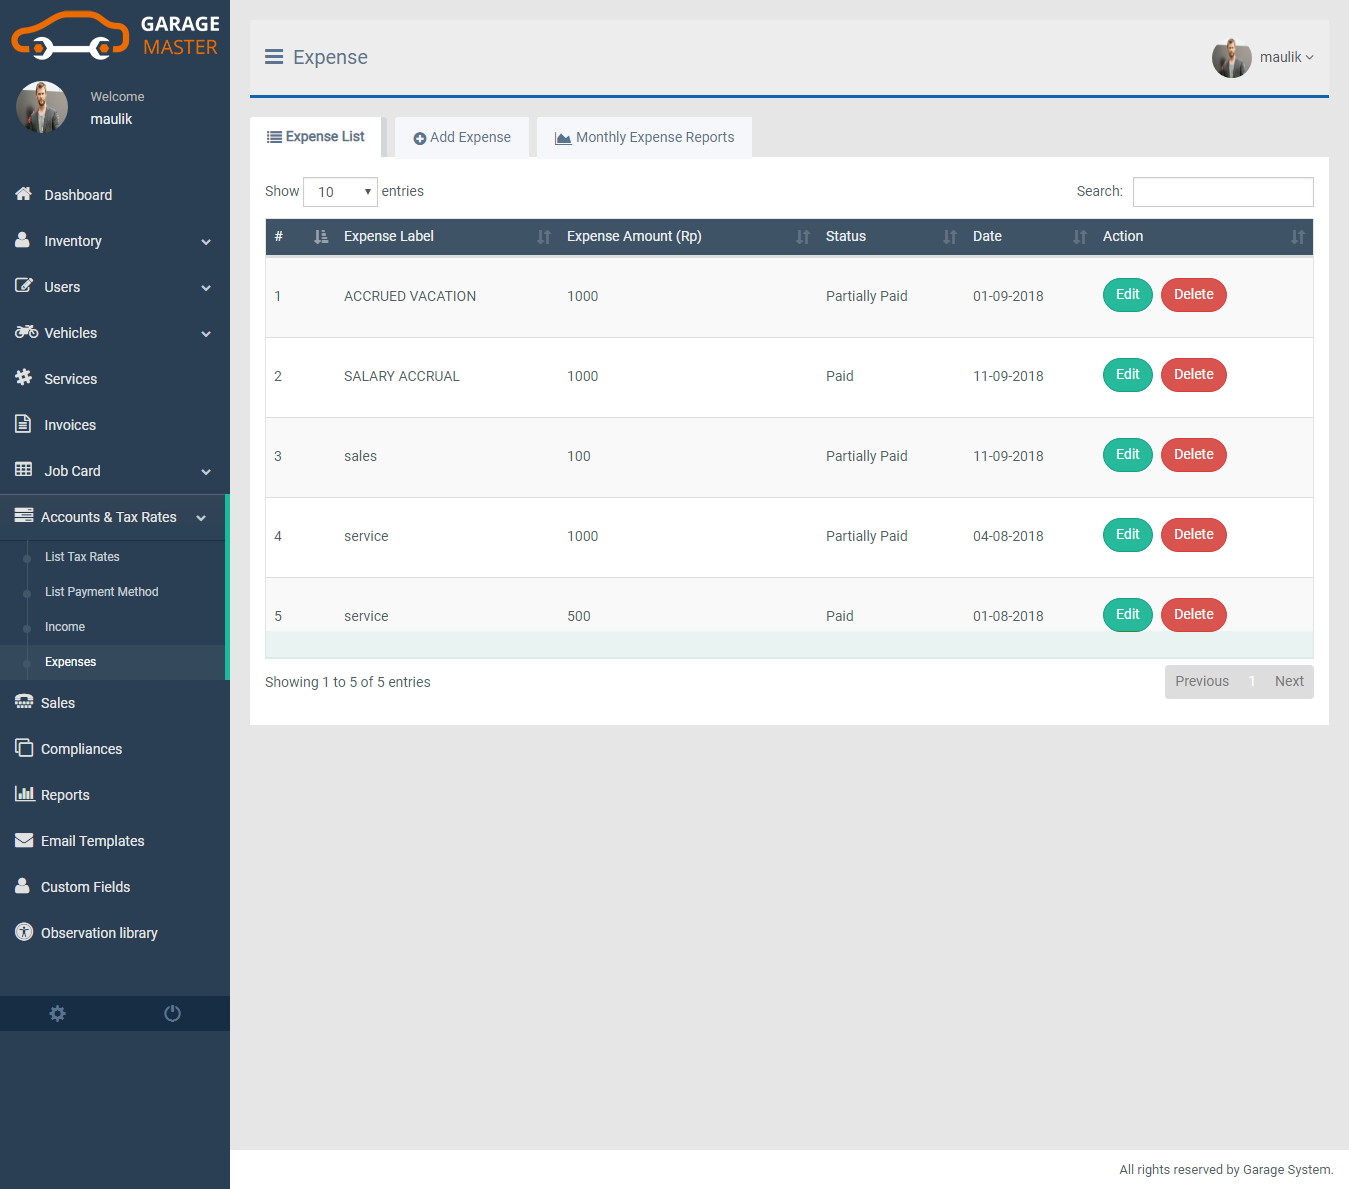 GARAGE
MASTER
Welcome
maulik
Dashboard
Inventory
Users
Vehicles
Services
Invoices
Job Card
Accounts & Tax Rates
List Tax Rates
List Payment Method
Income
Expenses
Sales
Compliances
Reports
Email Templates
Custom Fields
Observation library
Expense
maulik
Expense List Add Expense Monthly Expense Reports
Show 10 entries Search:
# Expense Label Expense Amount (Rp) Status Date Action
1 ACCRUED VACATION 1000 Partially Paid 01-09-2018 Edit Delete
2 SALARY ACCRUAL 1000 Paid 11-09-2018 Edit Delete
3 sales 100 Partially Paid 11-09-2018 Edit Delete
4 service 1000 Partially Paid 04-08-2018 Edit Delete
5 service 500 Paid 01-08-2018 Edit Delete
Showing 1 to 5 of 5 entries Previous 1 Next
All rights reserved by Garage System.